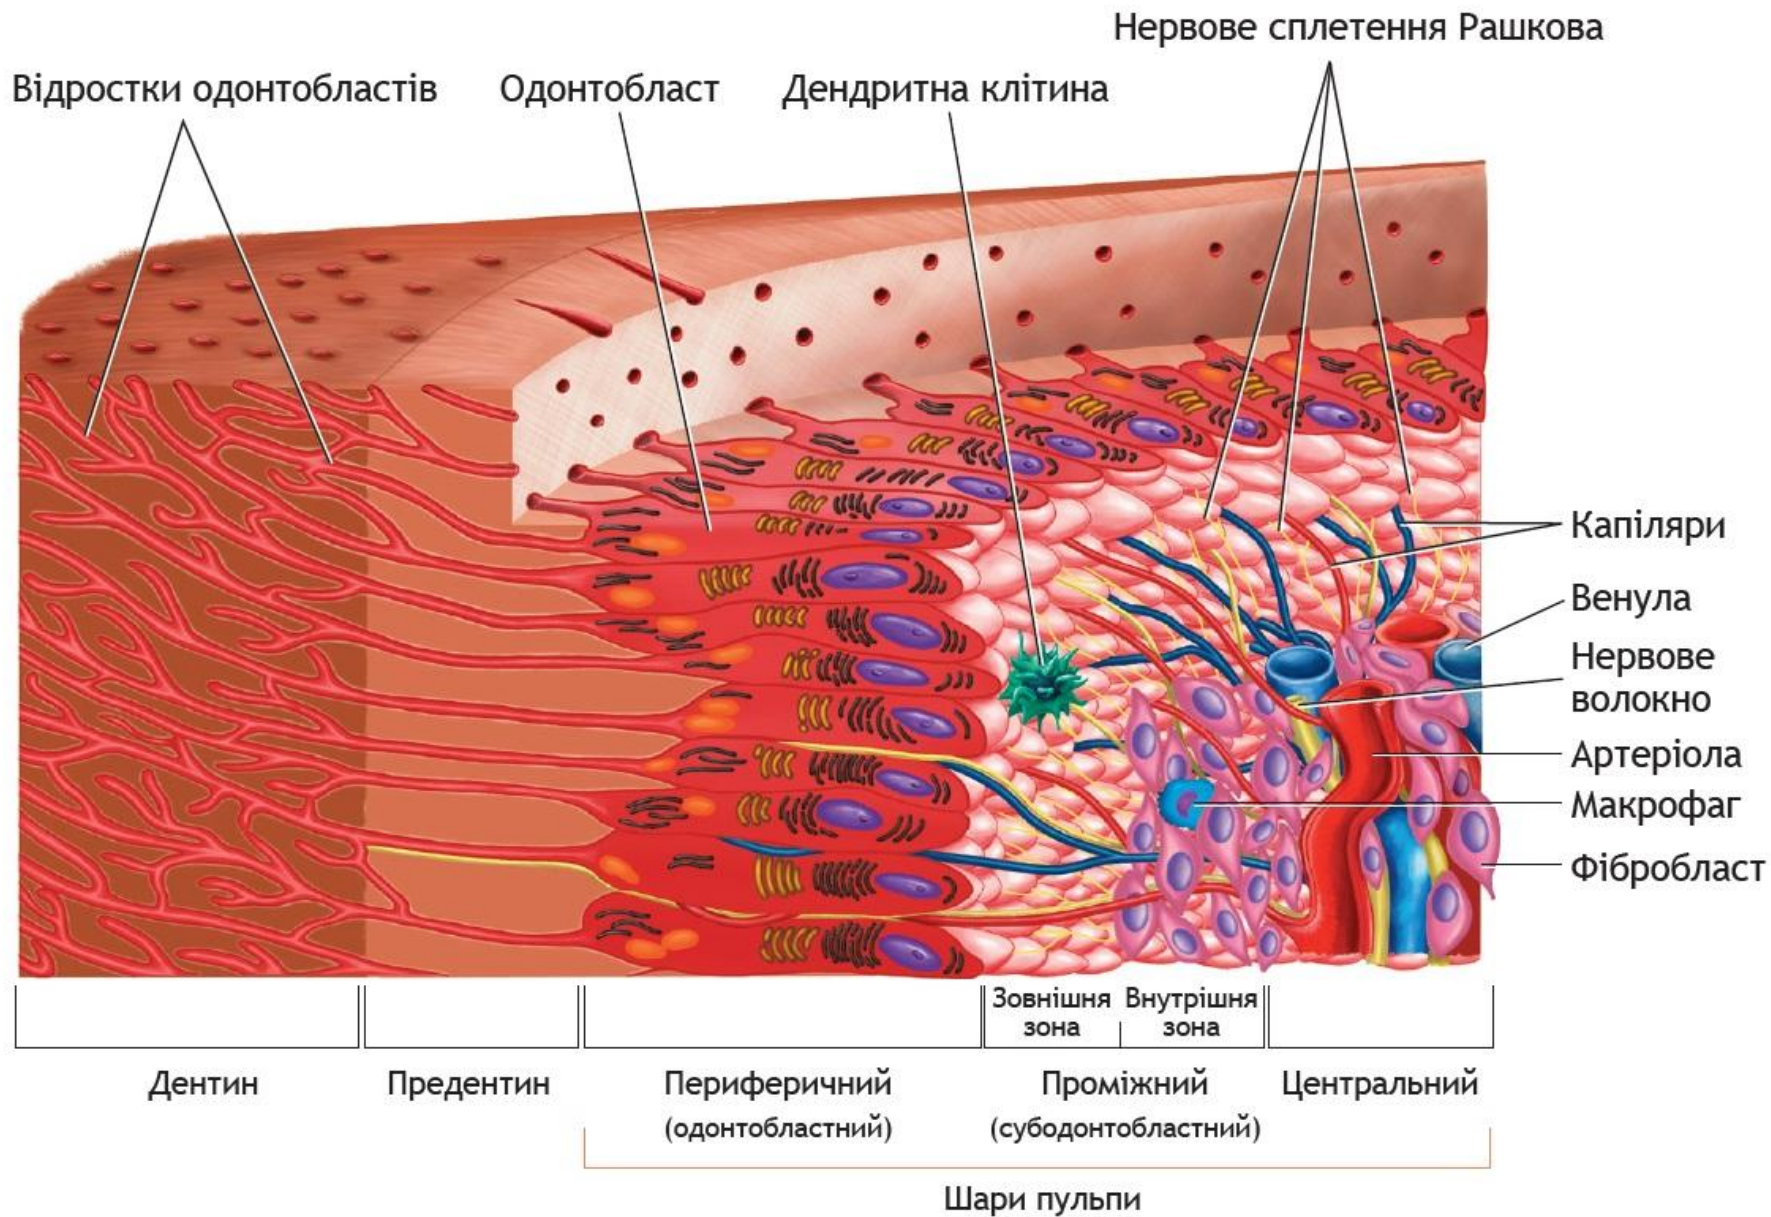 Нервове сплетення Рашкова
Відростки одонтобластів
Одонтобласт
Дендритна клітина
Капіляри
Венула
Нервове
волокно
Артеріола
Макрофаг
Фібробласт
Зовнішня
зона
Внутрішня
зона
Дентин
Предентин
Периферичний
(одонтобластний)
Проміжний
(субодонтобластний)
Центральний
Шари пульпи